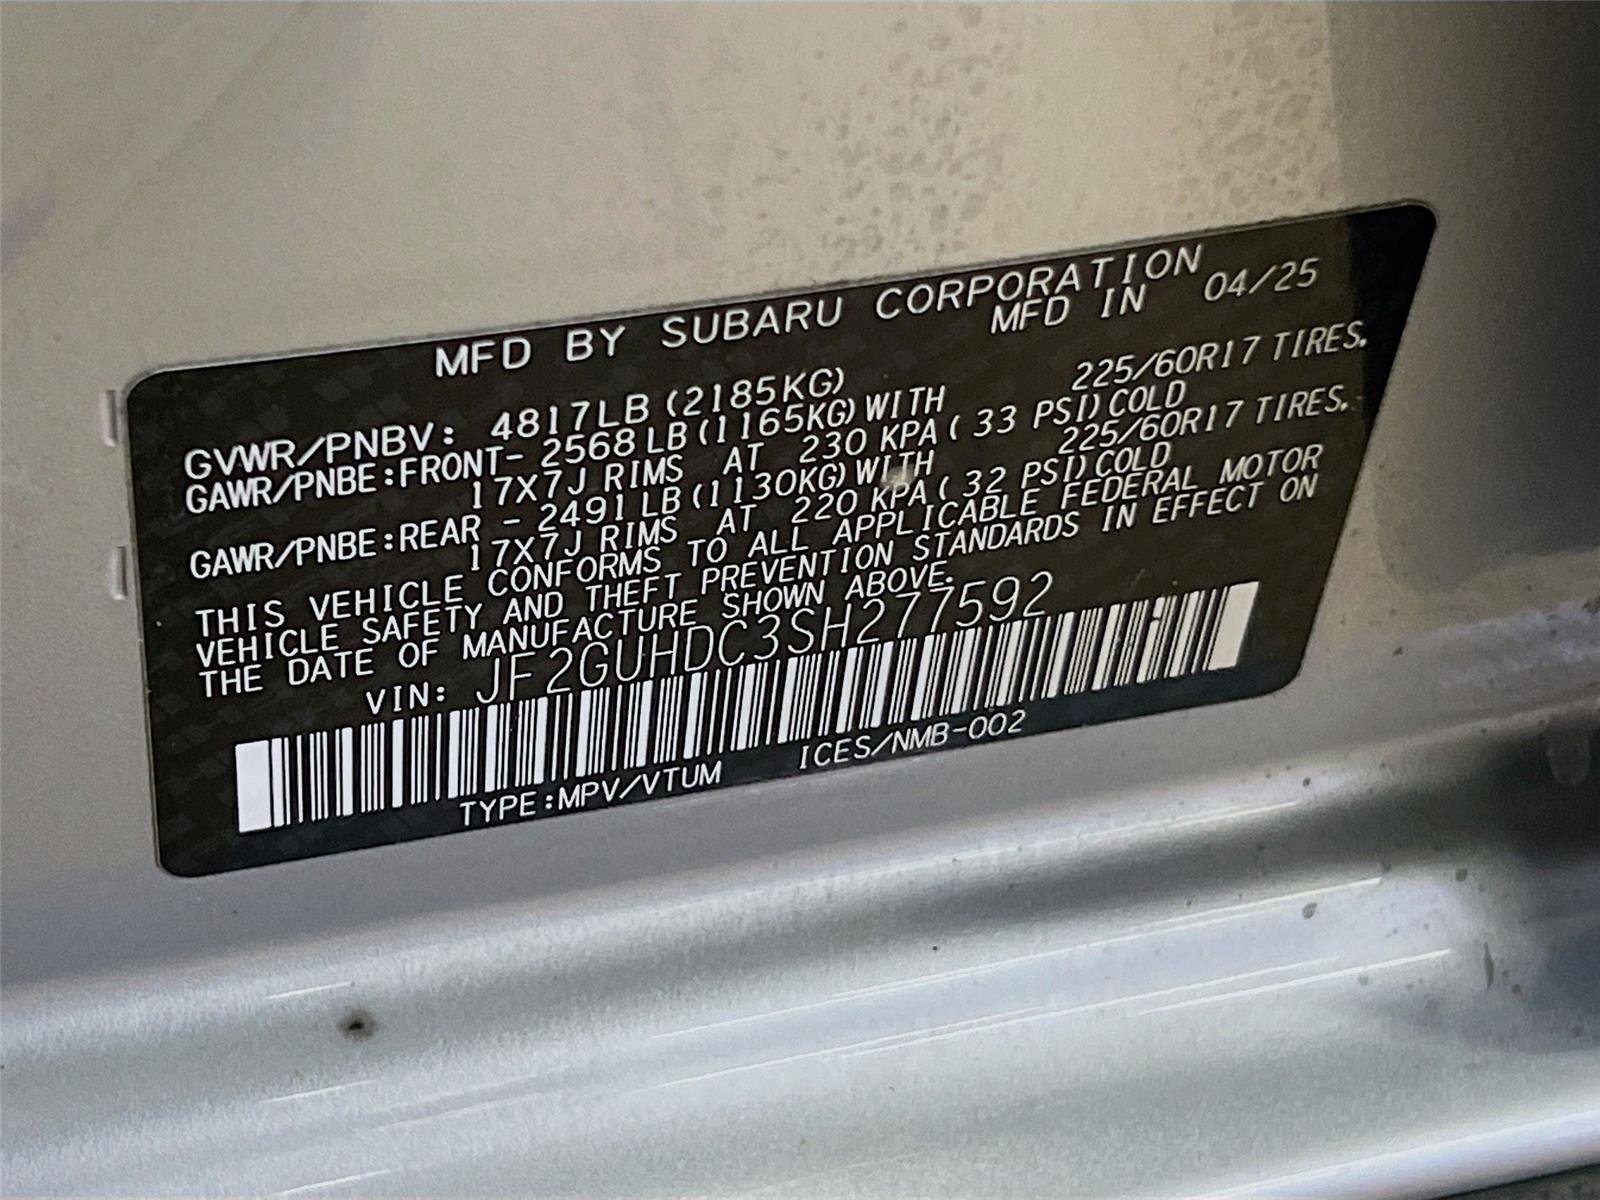 MFD BY SUBARU CORPORATION
MFD IN 04/25
GVWR/PNBV: 4817LB (2185KG)
GAWR/PNBE:FRONT- 2568LB(1165KG)WITH 225/60R17 TIRES,
17X7J RIMS AT 230 KPA( 33 PSI)COLD
GAWR/PNBE:REAR - 2491LB(1130KG)WITH 225/60R17 TIRES,
17X7J RIMS AT 220 KPA( 32 PSI)COLD
THIS VEHICLE CONFORMS TO ALL APPLICABLE FEDERAL MOTOR
VEHICLE SAFETY AND THEFT PREVENTION STANDARDS IN EFFECT ON
THE DATE OF MANUFACTURE SHOWN ABOVE.
VIN: JF2GUHDC3SH277592
TYPE:MPV/VTUM ICES/NMB-002